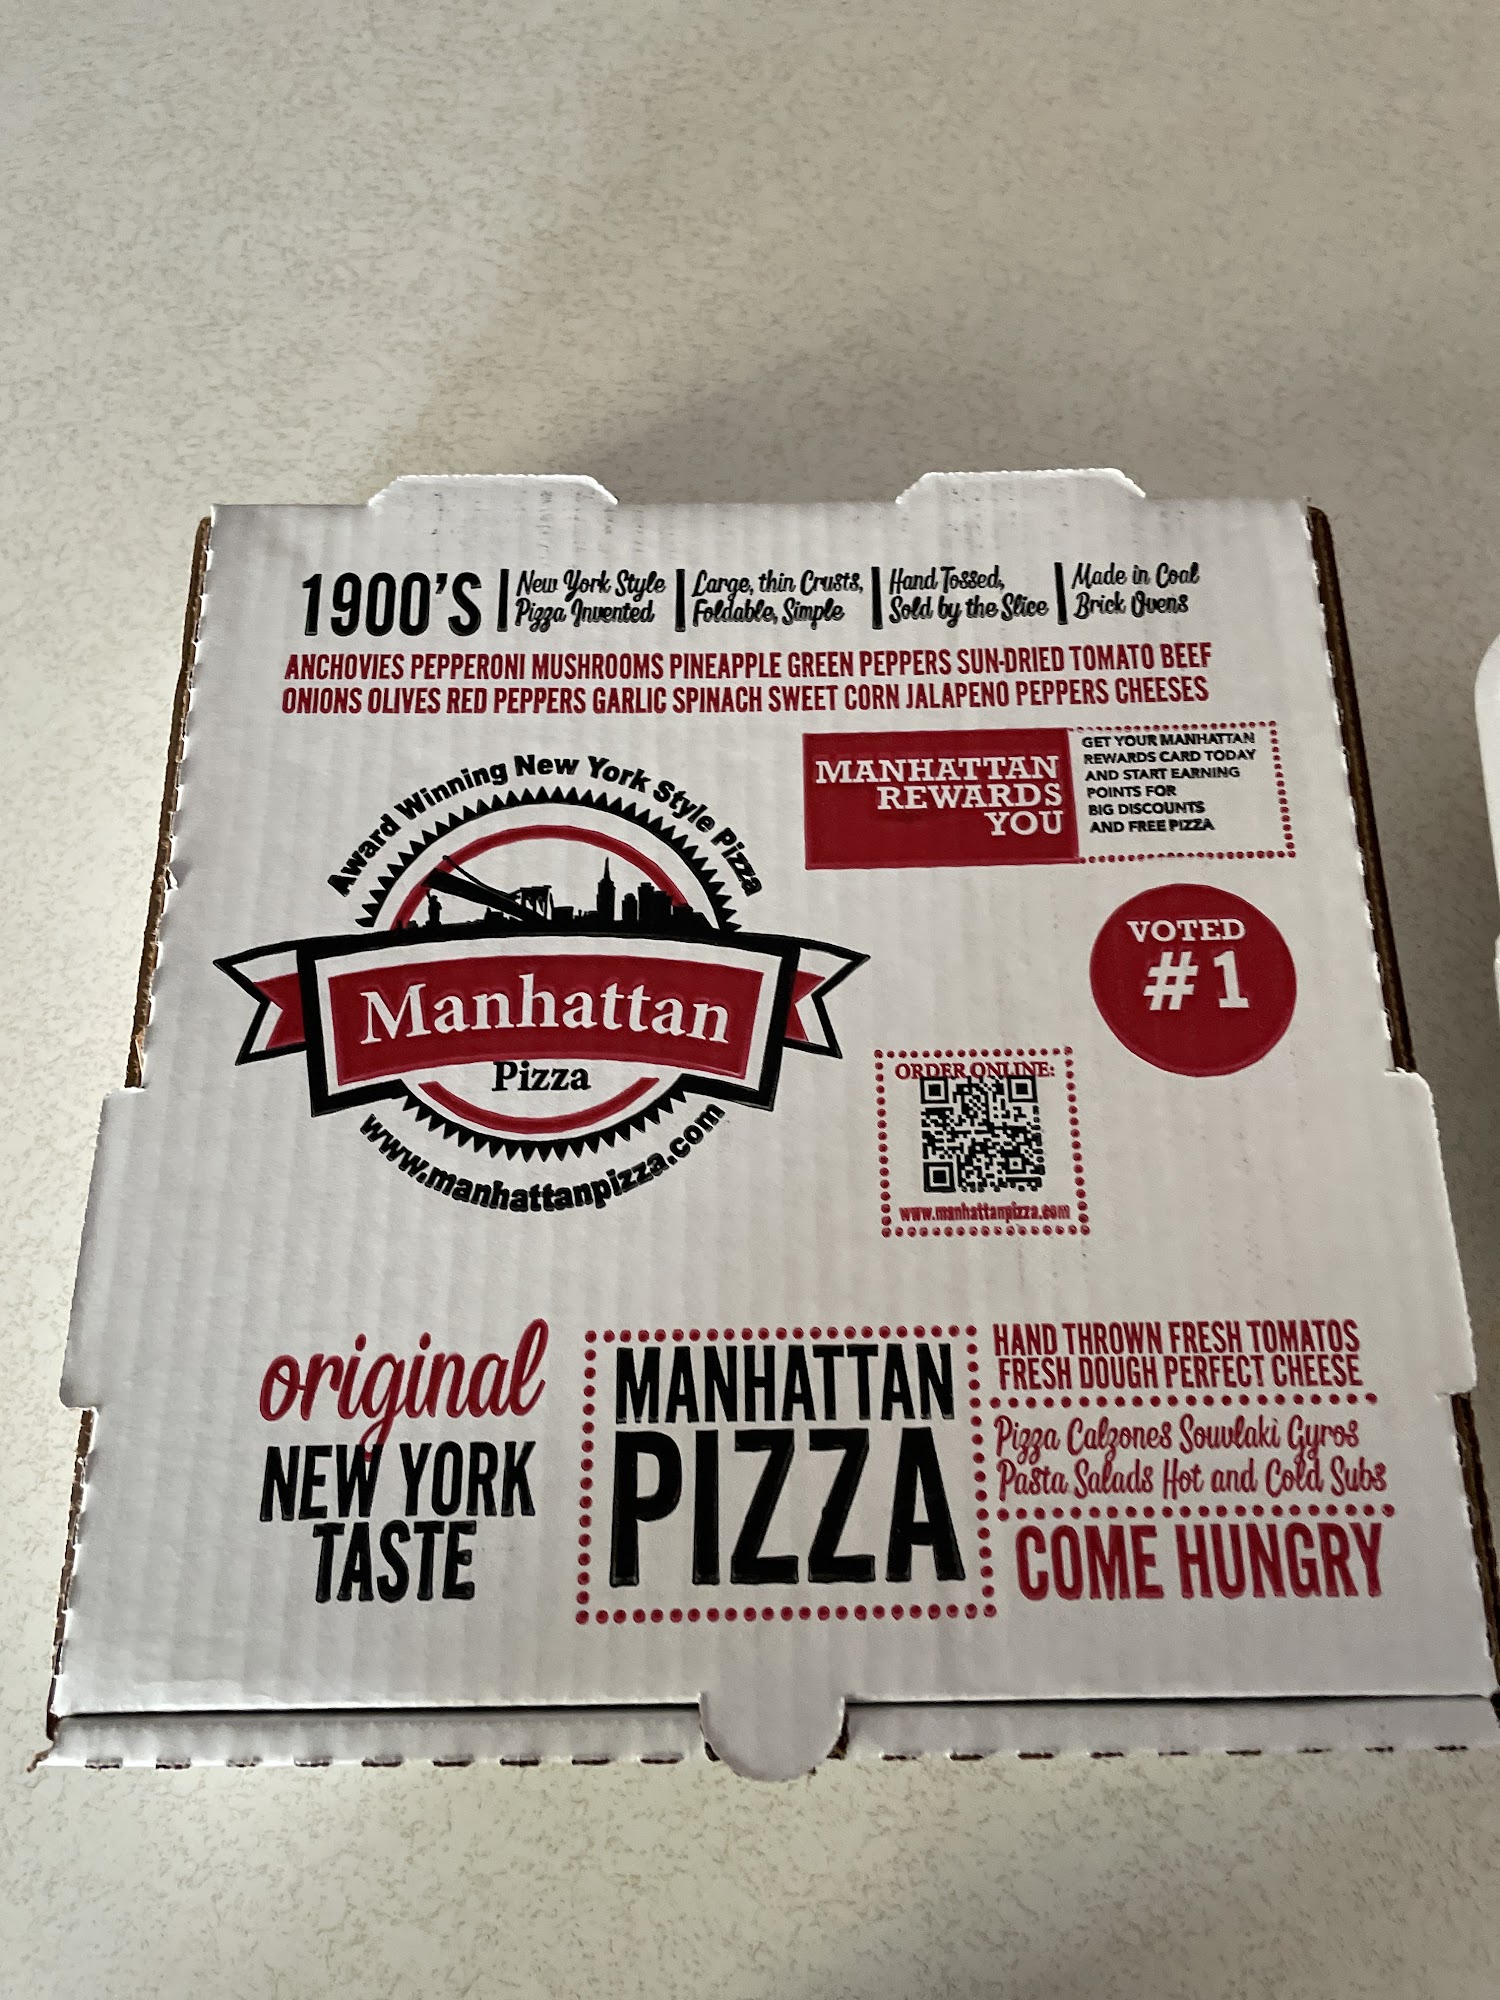 1900'S
New York Style
Pizza Invented
Large, thin Crusts,
Foldable, Simple
Hand Tossed,
Sold by the Slice
Made in Coal
Brick Ovens
ANCHOVIES PEPPERONI MUSHROOMS PINEAPPLE GREEN PEPPERS SUN-DRIED TOMATO BEEF
ONIONS OLIVES RED PEPPERS GARLIC SPINACH SWEET CORN JALAPENO PEPPERS CHEESES
MANHATTAN
REWARDS
YOU
GET YOUR MANHATTAN
REWARDS CARD TODAY
AND START EARNING
POINTS FOR
BIG DISCOUNTS
AND FREE PIZZA
Award Winning New York Style Pizza
Manhattan
Pizza
www.manhattanpizza.com
VOTED
#1
ORDER ONLINE:
www.manhattanpizza.com
original
NEW YORK
TASTE
MANHATTAN
PIZZA
HAND THROWN FRESH TOMATOS
FRESH DOUGH PERFECT CHEESE
Pizza Calzones Souvlaki Gyros
Pasta Salads Hot and Cold Subs
COME HUNGRY